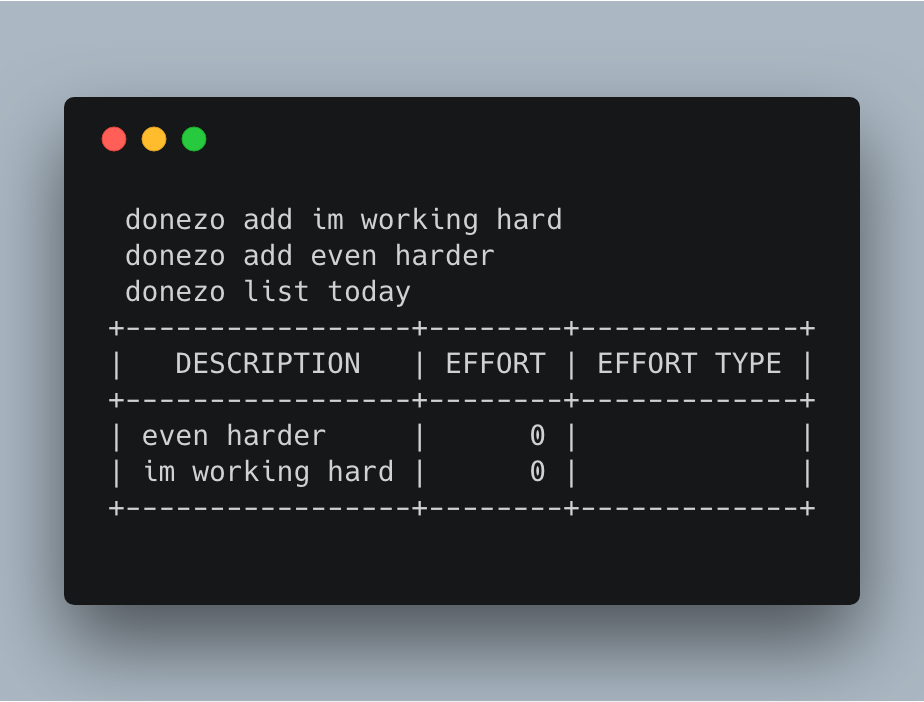 donezo add im working hard
donezo add even harder
donezo list today
+-----------------+--------+-------------+
|   DESCRIPTION   | EFFORT | EFFORT TYPE |
+-----------------+--------+-------------+
| even harder     |      0 |             |
| im working hard |      0 |             |
+-----------------+--------+-------------+